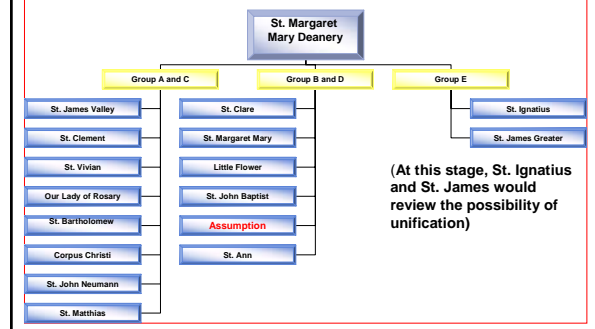 St. Margaret
Mary Deanery
Group A and C
Group B and D
Group E
St. James Valley
St. Clement
St. Vivian
Our Lady of Rosary
St. Bartholomew
Corpus Christi
St. John Neumann
St. Matthias
St. Clare
St. Margaret Mary
Little Flower
St. John Baptist
Assumption
St. Ann
St. Ignatius
St. James Greater
(At this stage, St. Ignatius
and St. James would
review the possibility of
unification)